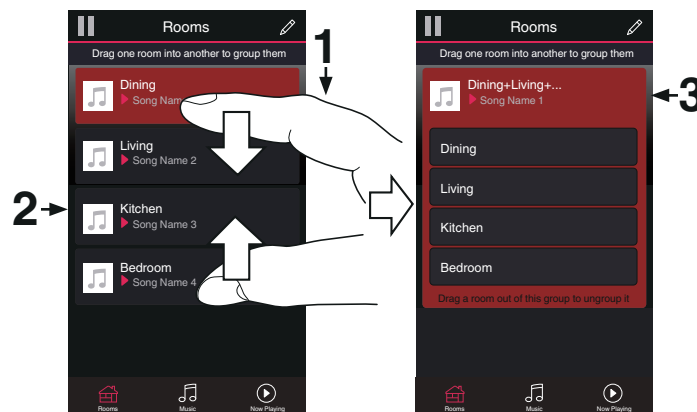 Rooms
Drag one room into another to group them
1
Dining
Song Nam
Living
Song Name 2
2
Kitchen
Song Name 3
Bedroom
Song Name 4
Rooms
Music
Now Playing
Rooms
Drag one room into another to group them
Dining+Living+...
Song Name 1
3
Dining
Living
Kitchen
Bedroom
Drag a room out of this group to ungroup it
Rooms
Music
Now Playing